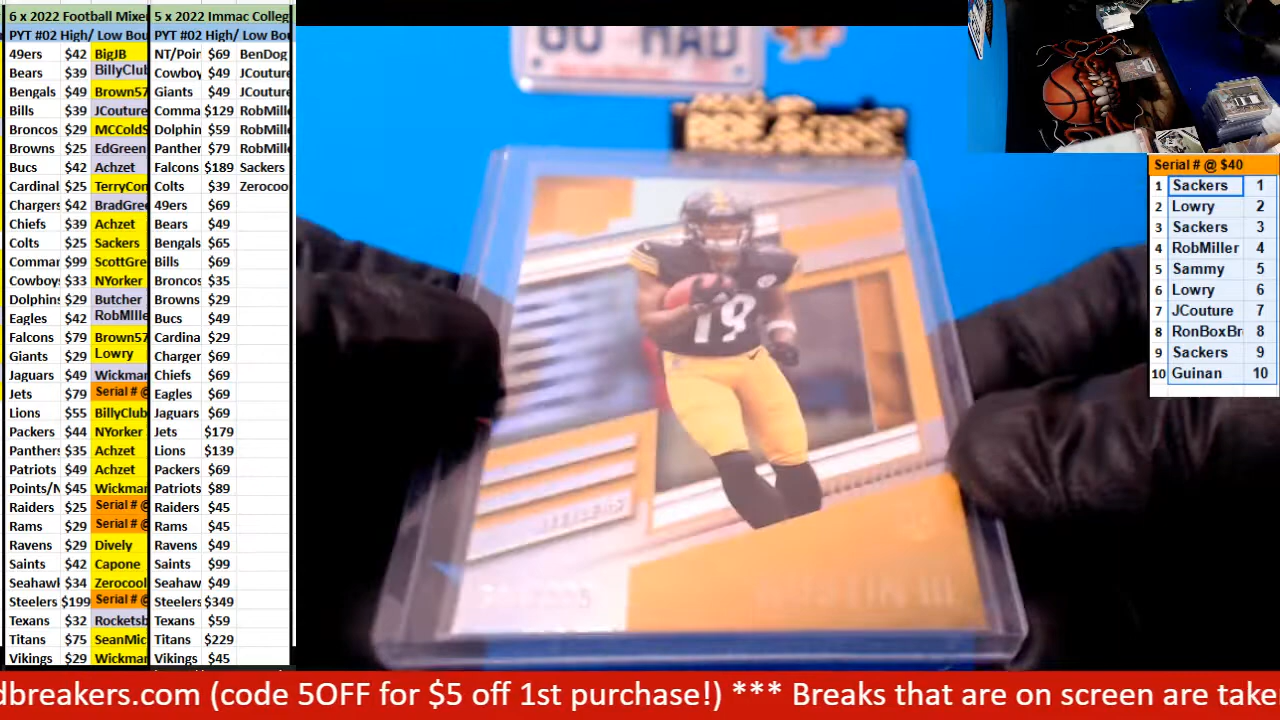 6 x 2022 Football Mixe 5 x 2022 Immac Colleg
PYT #02 High/ Low Bou PYT #02 High/ Low Bou
49ers $42 BigJB NT/Poin $69 BenDog
Bears $39 BillyClub Cowboy $49 JCouture
Bengals $49 Brown57 Giants $49 JCouture
Bills $39 JCouture Comma $129 RobMille
Broncos $29 MCColdS Dolphin $59 RobMille
Browns $25 EdGreen Panther $79 RobMille
Bucs $42 Achzet Falcons $189 Sackers
Cardinal $25 TerryCon Colts $39 Zerocoo
Chargers $42 BradGree 49ers $69
Chiefs $39 Achzet Bears $49
Colts $25 Sackers Bengals $65
Commar $99 ScottGre Bills $69
Cowboys $33 NYorker Broncos $35
Dolphins $29 Butcher Browns $29
Eagles $42 RobMIlle Bucs $49
Falcons $79 Brown57 Cardina $29
Giants $29 Lowry Charger $69
Jaguars $49 Wickmar Chiefs $69
Jets $79 Serial # @ Eagles $69
Lions $55 BillyClub Jaguars $69
Packers $44 NYorker Jets $179
Panthers $35 Achzet Lions $139
Patriots $49 Achzet Packers $69
Points/N $45 Wickmar Patriots $89
Raiders $25 Serial # @ Raiders $45
Rams $29 Serial # @ Rams $45
Ravens $29 Dively Ravens $49
Saints $42 Capone Saints $99
Seahawk $34 Zerocool Seahaw $49
Steelers $199 Serial # @ Steelers $349
Texans $32 Rocketsb Texans $59
Titans $75 SeanMic Titans $229
Vikings $29 Wickmar Vikings $45
GO MAD
19
STEELERS
Serial # @ $40
1 Sackers 1
2 Lowry 2
3 Sackers 3
4 RobMiller 4
5 Sammy 5
6 Lowry 6
7 JCouture 7
8 RonBoxBr 8
9 Sackers 9
10 Guinan 10
dbreakers.com (code 5OFF for $5 off 1st purchase!) *** Breaks that are on screen are take